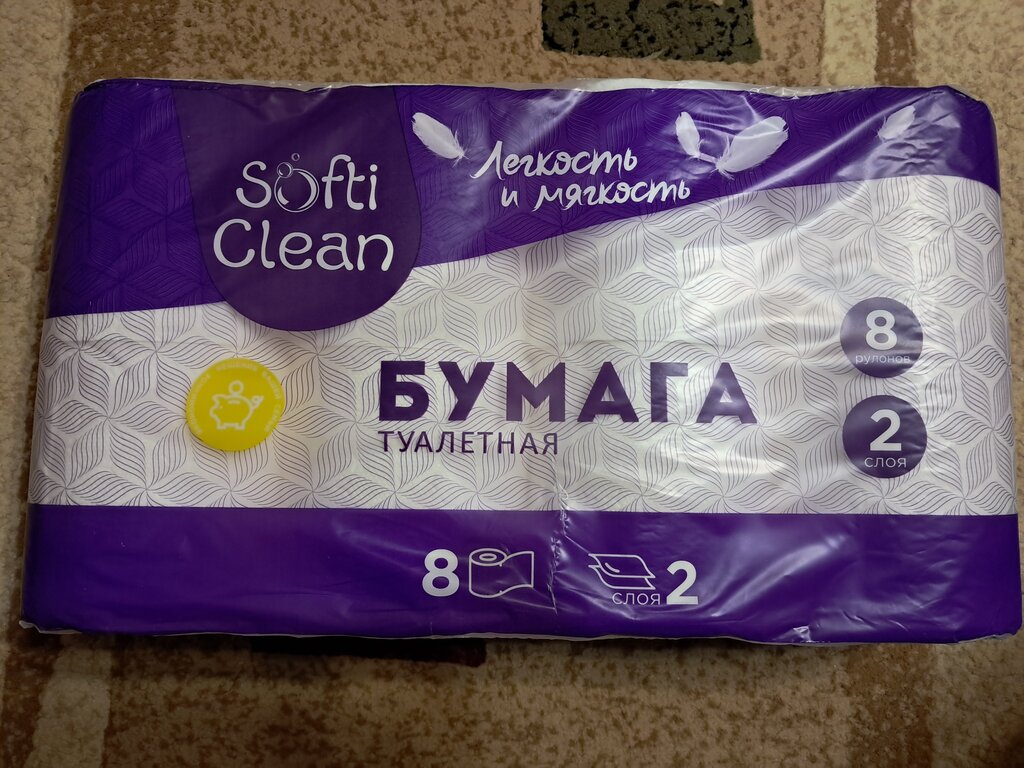 Softi
Clean
Легкость
и мягкость
8
рулонов
БУМАГА
ТУАЛЕТНАЯ
2
слоя
8
слоя 2